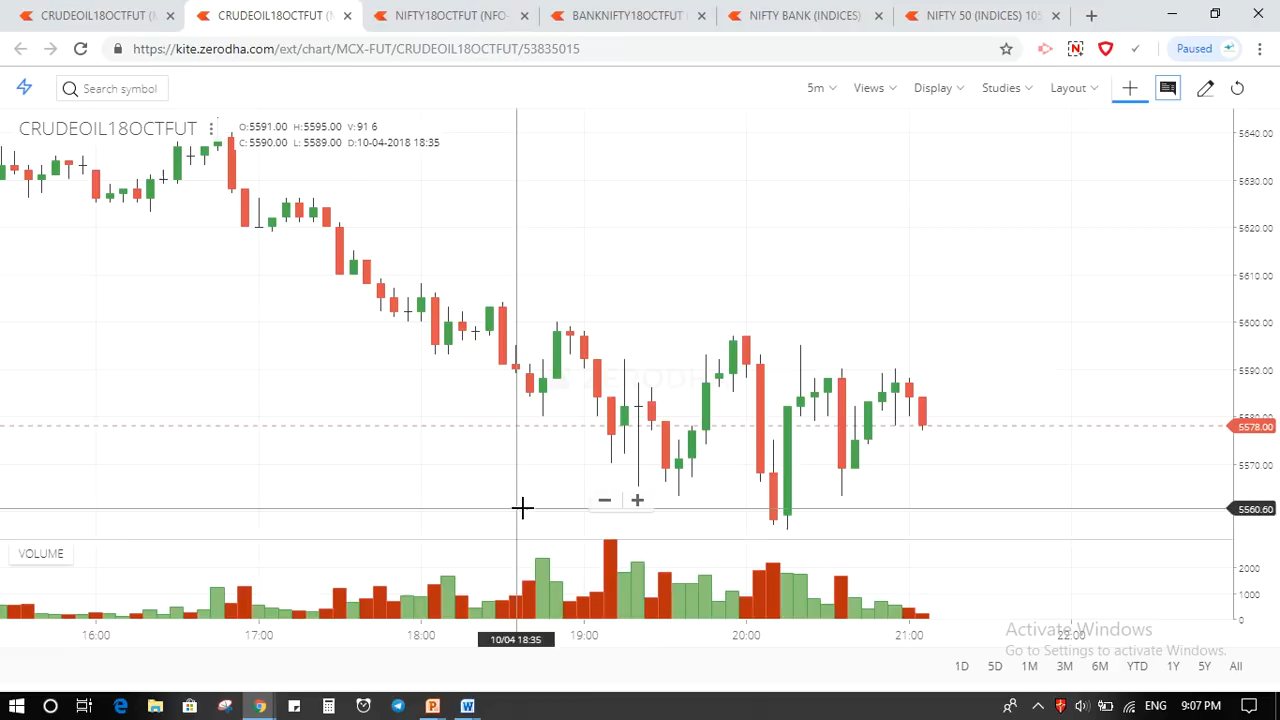 CRUDEOIL18OCTFUT (M
CRUDEOIL18OCTFUT (M
NIFTY18OCTFUT (NFO-
BANKNIFTY18OCTFUT
NIFTY BANK (INDICES)
NIFTY 50 (INDICES) 105
https://kite.zerodha.com/ext/chart/MCX-FUT/CRUDEOIL18OCTFUT/53835015
Paused
Search symbol
5m Views Display Studies Layout
CRUDEOIL18OCTFUT
O:5591.00 H:5595.00 V:91 6
C:5590.00 L: 5589.00 D:10-04-2018 18:35
5640.00
5630.00
5620.00
5610.00
5600.00
5590.00
5580.00
5578.00
5570.00
5560.60
ZERODHA
VOLUME
2000
1000
0
16:00 17:00 18:00 19:00 20:00 21:00 22:00
10/04 18:35
Activate Windows
Go to Settings to activate Windows.
1D 5D 1M 3M 6M YTD 1Y 5Y All
ENG 9:07 PM